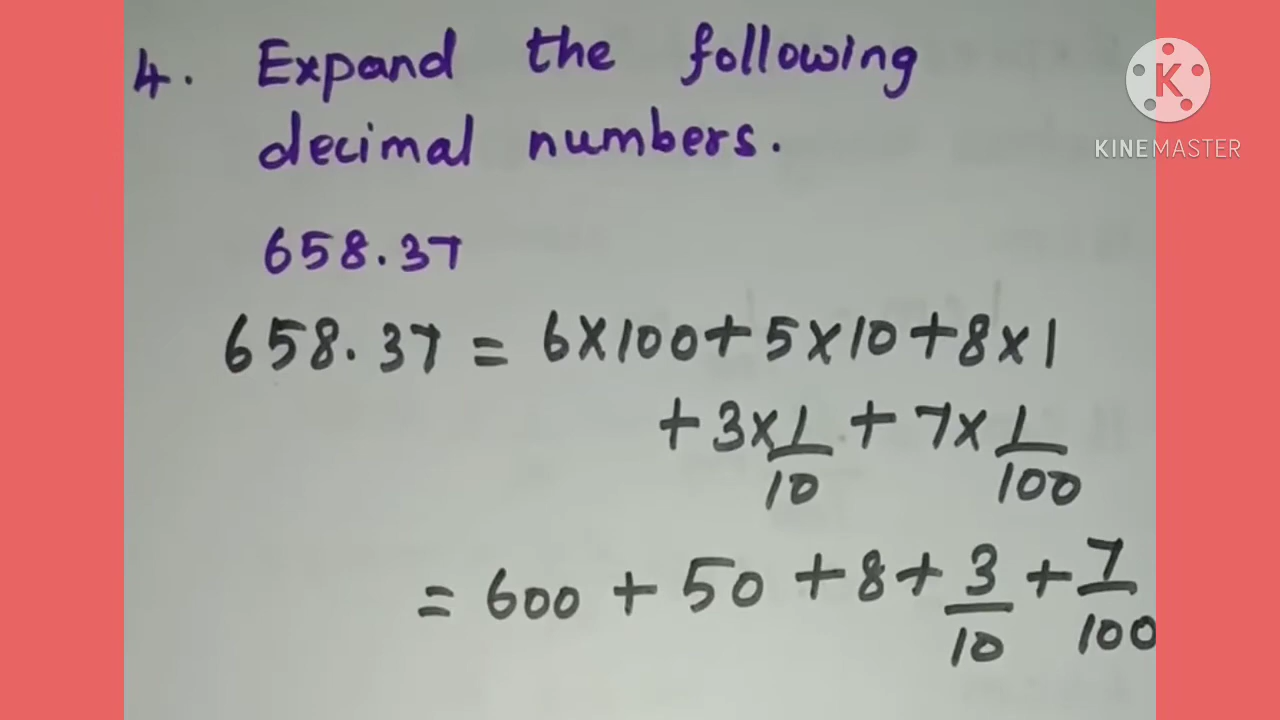 4. Expand the following
decimal numbers.
658.37
658.37 = 6×100+5×10+8×1
+ 3×1/10 + 7×1/100
= 600 + 50 + 8 + 3/10 + 7/100
K
KINEMASTER